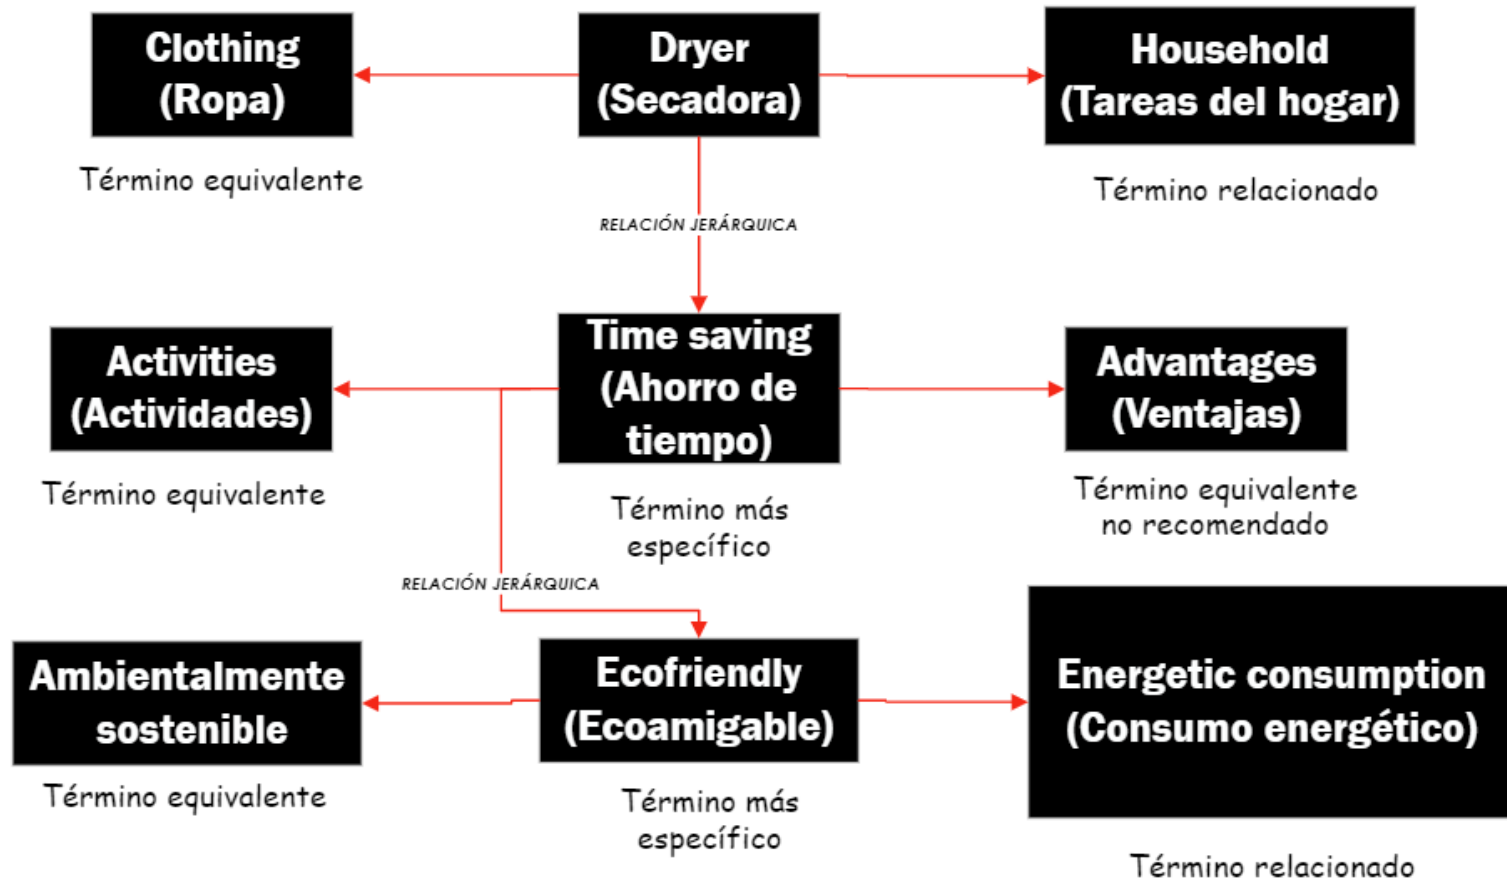 Clothing
(Ropa)
Dryer
(Secadora)
Household
(Tareas del hogar)
Término equivalente
Término relacionado
RELACIÓN JERÁRQUICA
Activities
(Actividades)
Time saving
(Ahorro de
tiempo)
Advantages
(Ventajas)
Término equivalente
Término más
específico
Término equivalente
no recomendado
RELACIÓN JERÁRQUICA
Ambientalmente
sostenible
Ecofriendly
(Ecoamigable)
Energetic consumption
(Consumo energético)
Término equivalente
Término más
específico
Término relacionado